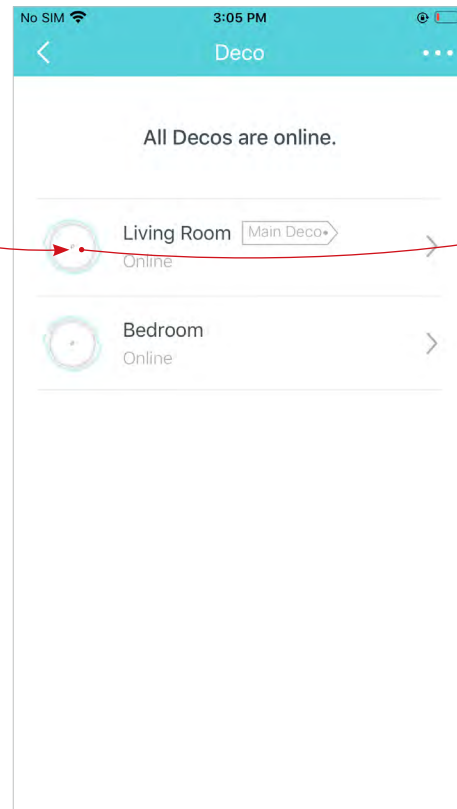 No SIM 3:05 PM
Deco
All Decos are online.
Living Room Main Deco
Online
Bedroom
Online